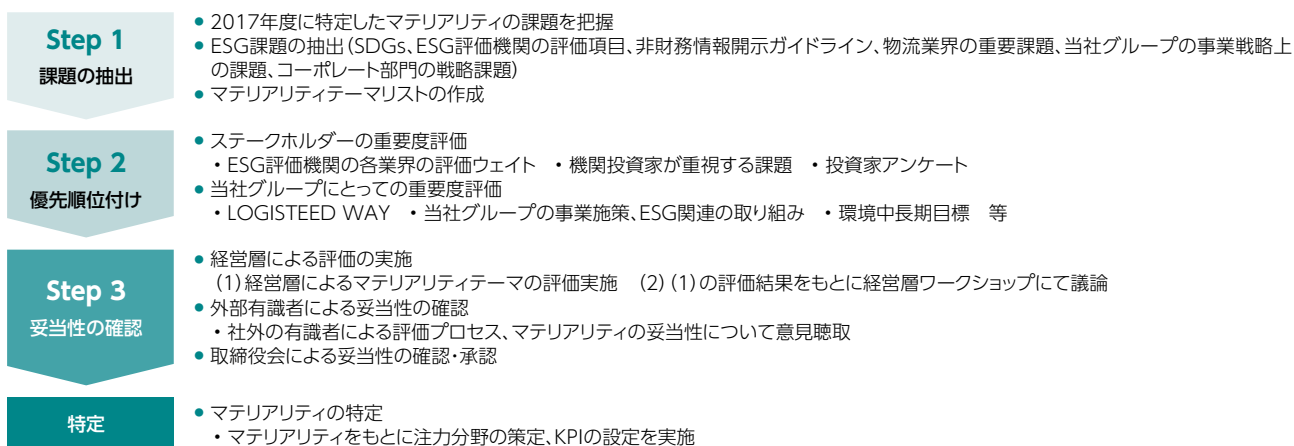 Step 1
課題の抽出
● 2017年度に特定したマテリアリティの課題を把握
● ESG課題の抽出(SDGs、ESG評価機関の評価項目、非財務情報開示ガイドライン、物流業界の重要課題、当社グループの事業戦略上
の課題、コーポレート部門の戦略課題)
● マテリアリティテーマリストの作成
Step 2
優先順位付け
● ステークホルダーの重要度評価
・ESG評価機関の各業界の評価ウェイト ・機関投資家が重視する課題 ・投資家アンケート
● 当社グループにとっての重要度評価
・LOGISTEED WAY ・当社グループの事業施策、ESG関連の取り組み ・環境中長期目標 等
Step 3
妥当性の確認
● 経営層による評価の実施
(1)経営層によるマテリアリティテーマの評価実施 (2)(1)の評価結果をもとに経営層ワークショップにて議論
● 外部有識者による妥当性の確認
・社外の有識者による評価プロセス、マテリアリティの妥当性について意見聴取
● 取締役会による妥当性の確認・承認
特定
● マテリアリティの特定
・マテリアリティをもとに注力分野の策定、KPIの設定を実施